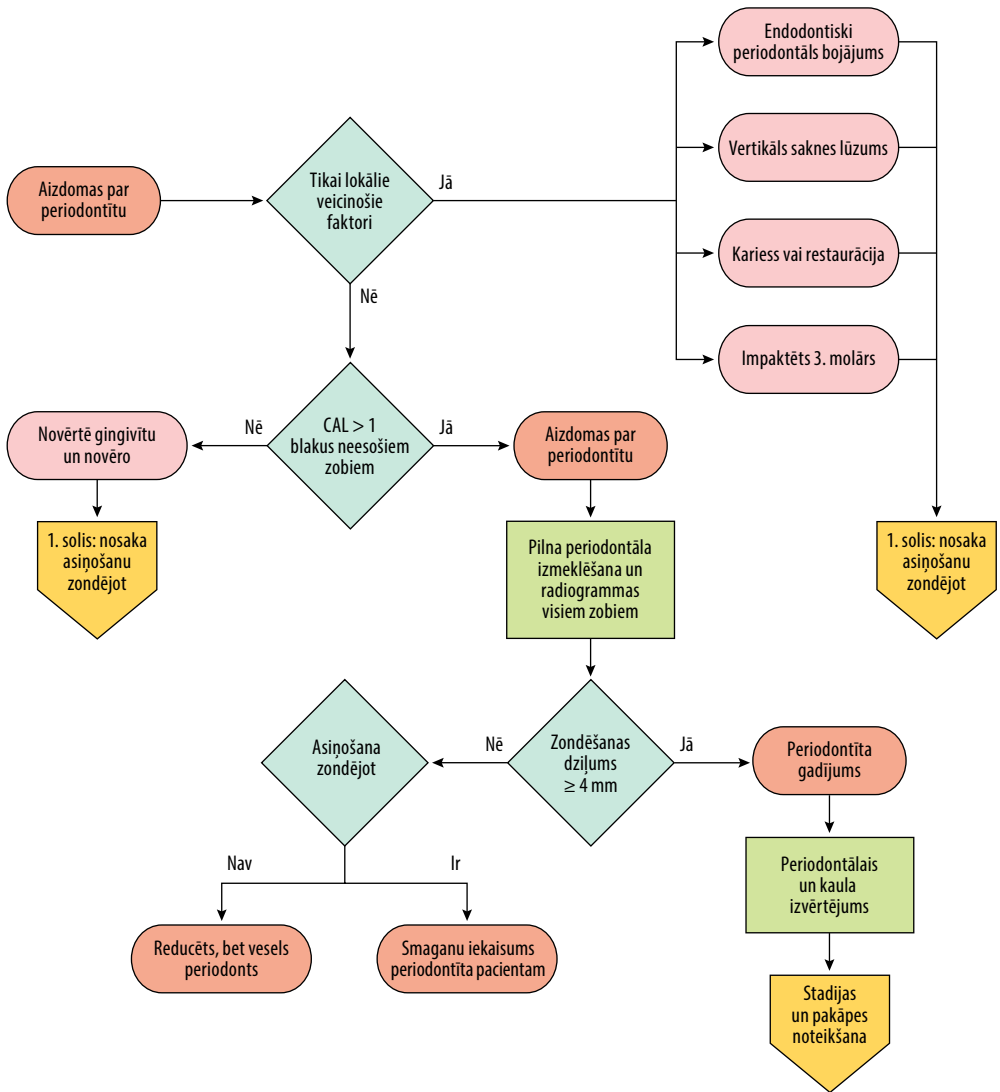 Endodontiski
periodontāls bojājums
Vertikāls saknes lūzums
Aizdomas par
periodontītu
Tikai lokālie
veicinošie
faktori
Jā
Kariess vai restaurācija
Nē
Impaktēts 3. molārs
Novērtē gingivītu
un novēro
Nē
CAL > 1
blakus neesošiem
zobiem
Jā
Aizdomas par
periodontītu
1. solis: nosaka
asiņošanu
zondējot
Pilna periodontāla
izmeklēšana un
radiogrammas
visiem zobiem
1. solis: nosaka
asiņošanu
zondējot
Asiņošana
zondējot
Nē
Zondēšanas
dziļums
≥ 4 mm
Jā
Periodontīta
gadījums
Nav
Ir
Periodontālais
un kaula
izvērtējums
Reducēts, bet vesels
periodonts
Smaganu iekaisums
periodontīta pacientam
Stadijas
un pakāpes
noteikšana